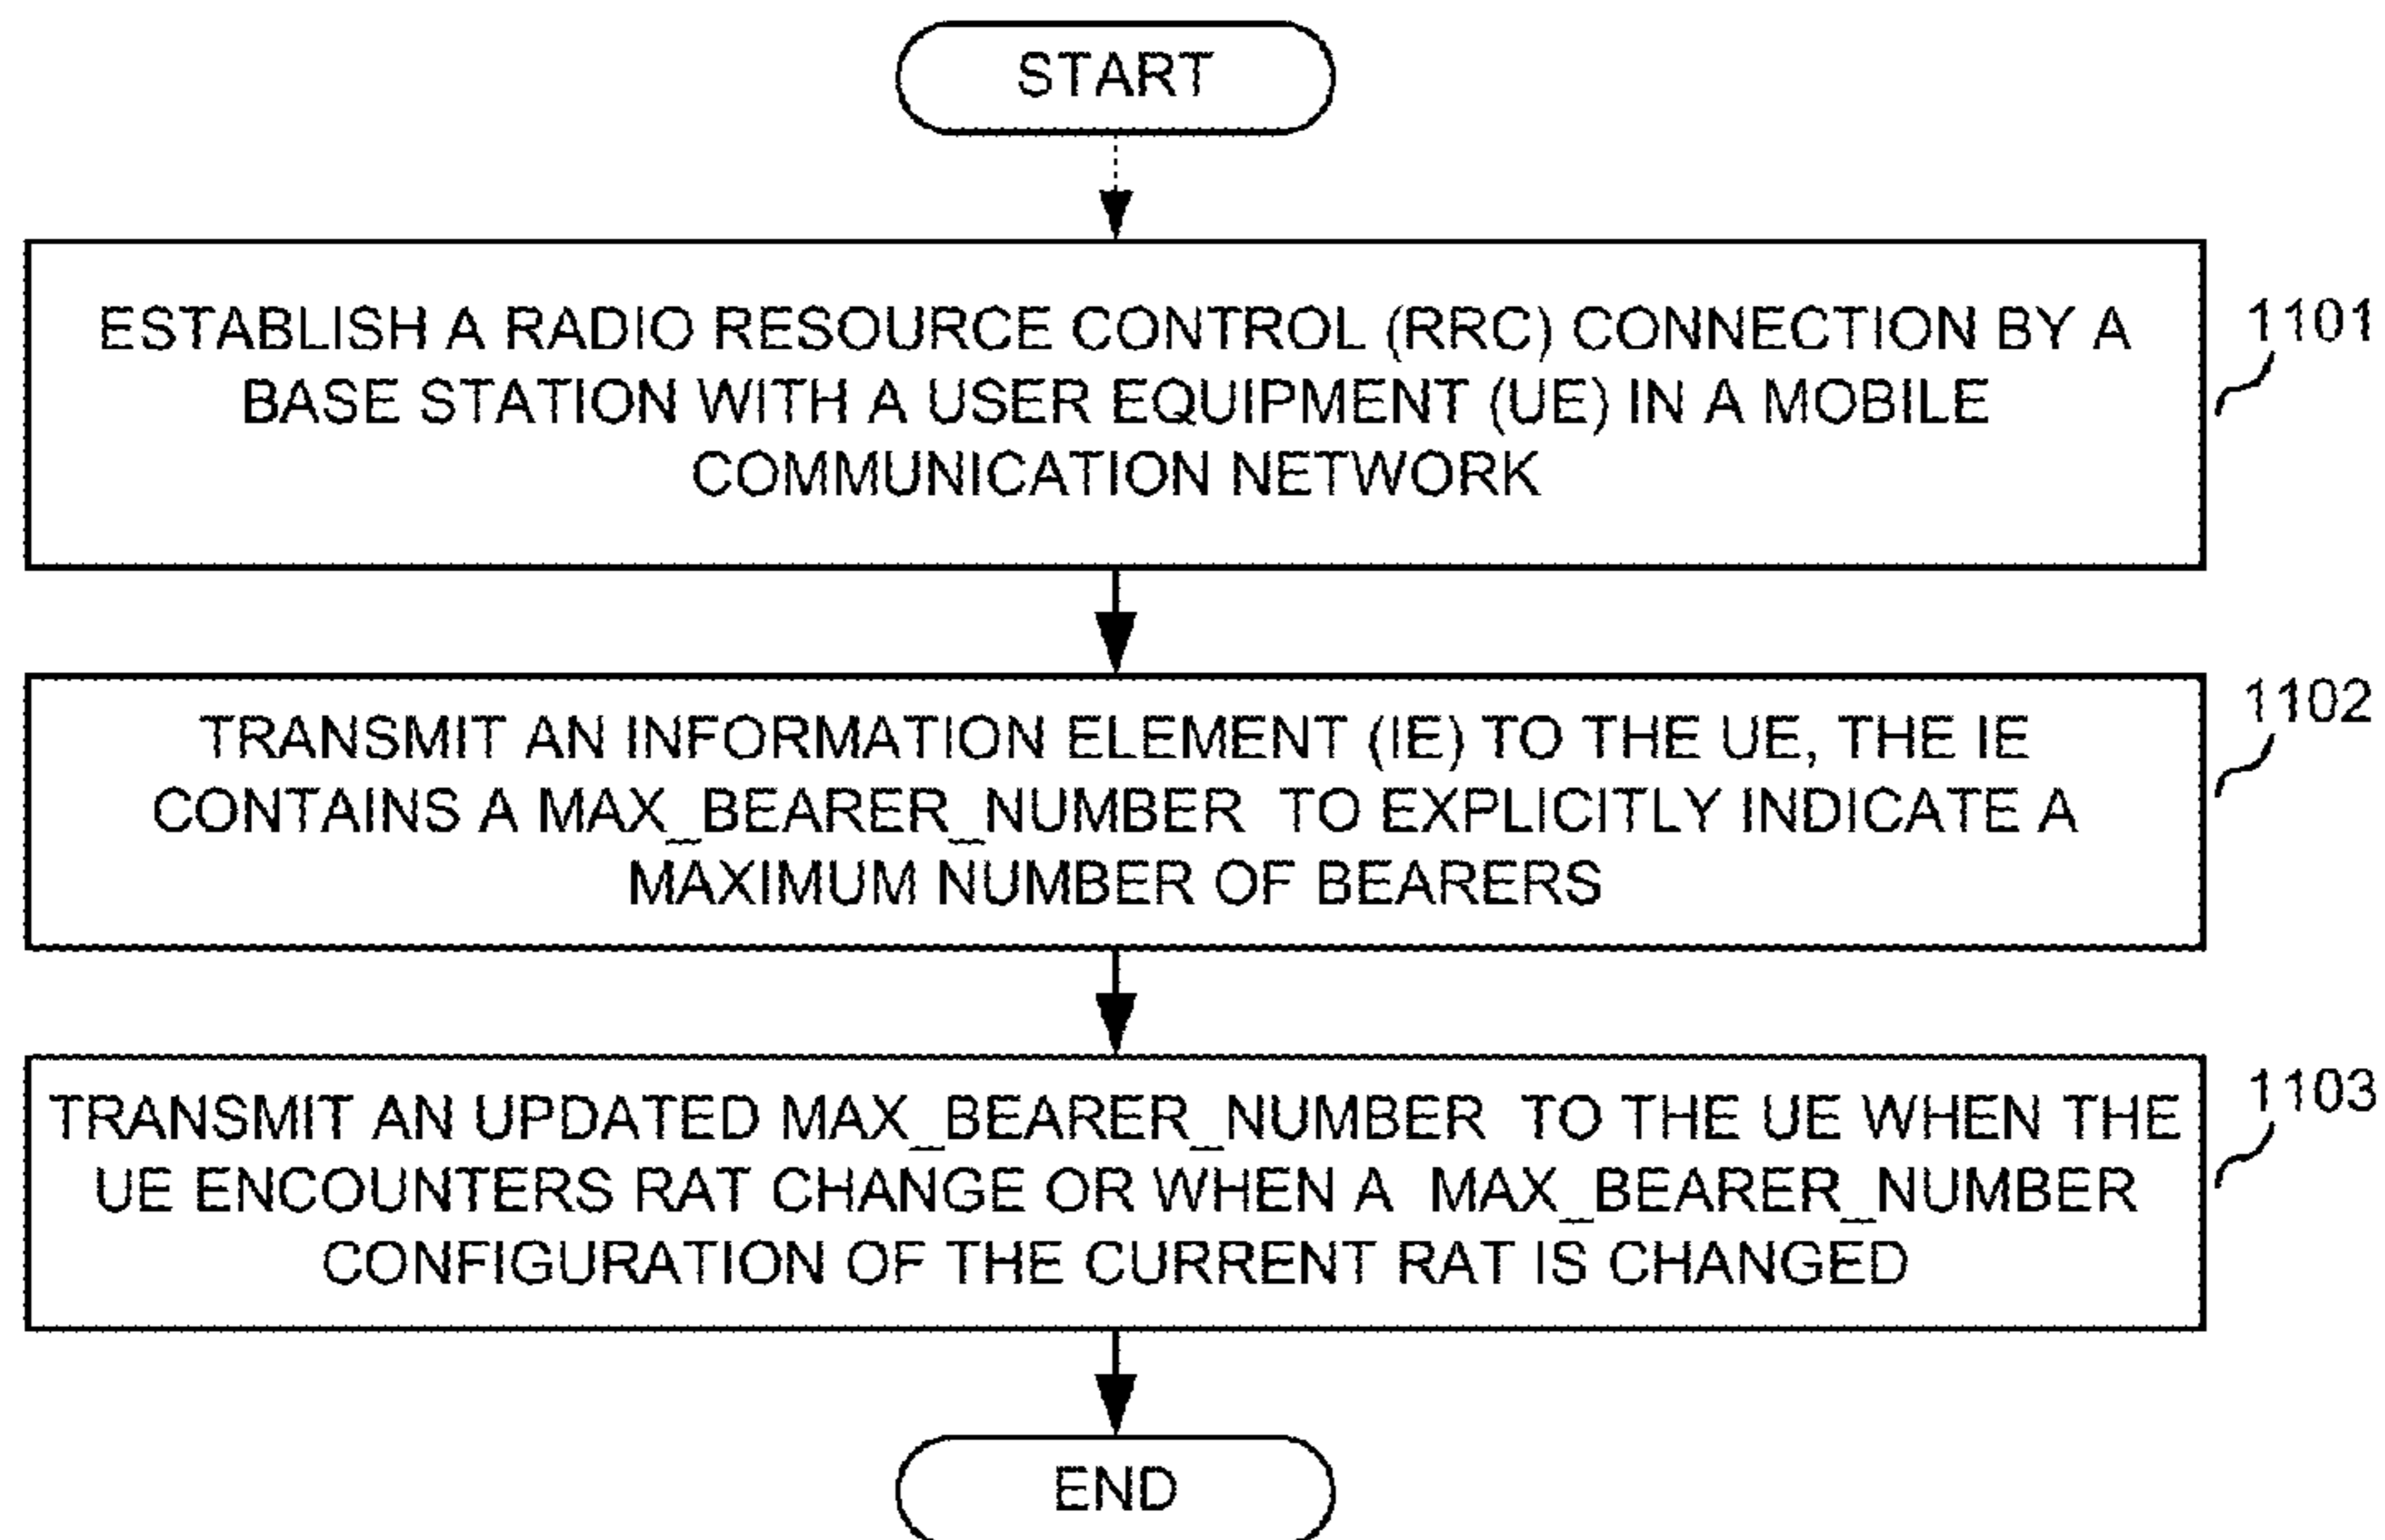 START
ESTABLISH A RADIO RESOURCE CONTROL (RRC) CONNECTION BY A
BASE STATION WITH A USER EQUIPMENT (UE) IN A MOBILE
COMMUNICATION NETWORK
1101
TRANSMIT AN INFORMATION ELEMENT (IE) TO THE UE, THE IE
CONTAINS A MAX_BEARER_NUMBER TO EXPLICITLY INDICATE A
MAXIMUM NUMBER OF BEARERS
1102
TRANSMIT AN UPDATED MAX_BEARER_NUMBER TO THE UE WHEN THE
UE ENCOUNTERS RAT CHANGE OR WHEN A MAX_BEARER_NUMBER
CONFIGURATION OF THE CURRENT RAT IS CHANGED
1103
END